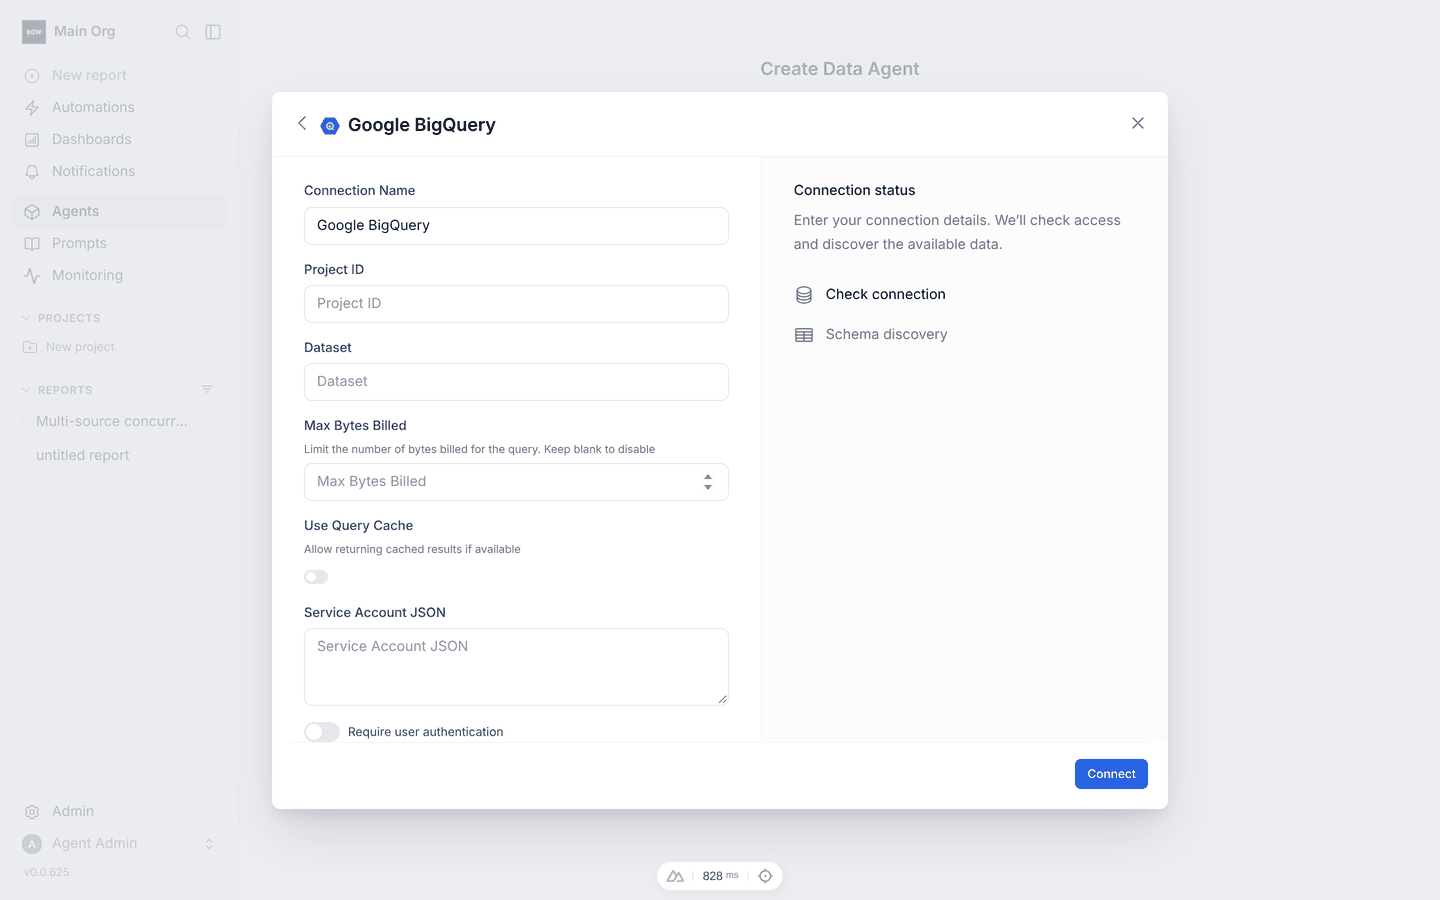 BOW Main Org
New report
Automations
Dashboards
Notifications
Agents
Prompts
Monitoring
PROJECTS
New project
REPORTS
Multi-source concurr...
untitled report
Admin
A Agent Admin
v0.0.625
Create Data Agent
Google BigQuery
Connection Name
Google BigQuery
Project ID
Project ID
Dataset
Dataset
Max Bytes Billed
Limit the number of bytes billed for the query. Keep blank to disable
Max Bytes Billed
Use Query Cache
Allow returning cached results if available
Service Account JSON
Service Account JSON
Require user authentication
Connection status
Enter your connection details. We'll check access
and discover the available data.
Check connection
Schema discovery
Connect
828 ms